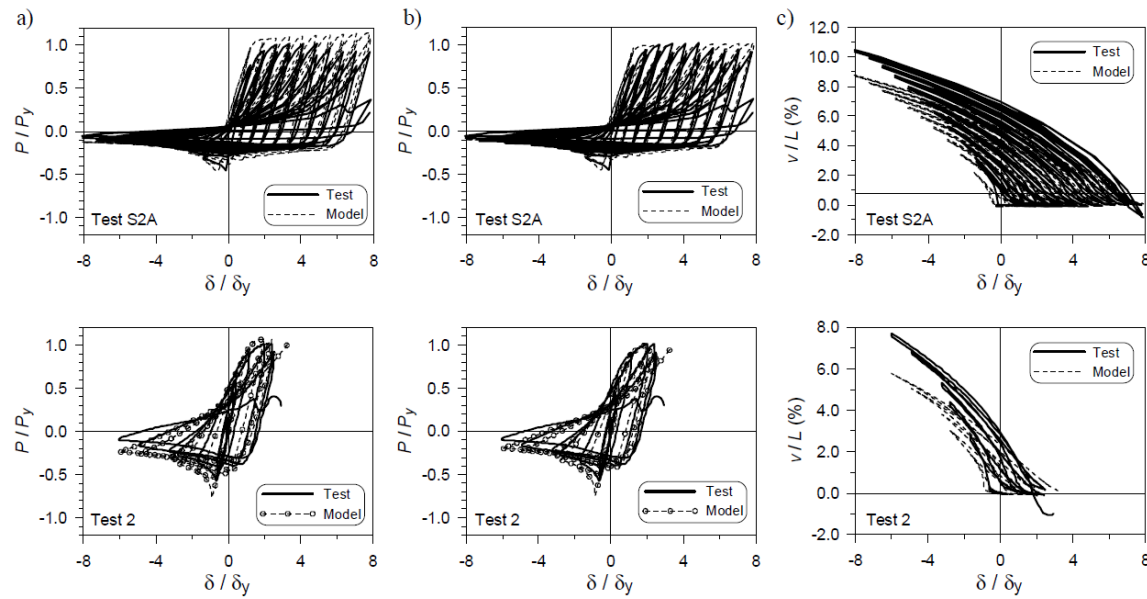 a)
P / Py
1.0
0.5
0.0
-0.5
-1.0
Test
Model
Test S2A
-8 -4 0 4 8
δ / δy
b)
P / Py
1.0
0.5
0.0
-0.5
-1.0
Test
Model
Test S2A
-8 -4 0 4 8
δ / δy
c)
v / L (%)
12.0
10.0
8.0
6.0
4.0
2.0
0.0
-2.0
Test
Model
Test S2A
-8 -4 0 4 8
δ / δy
P / Py
1.0
0.5
0.0
-0.5
-1.0
Test
Model
Test 2
-8 -4 0 4 8
δ / δy
P / Py
1.0
0.5
0.0
-0.5
-1.0
Test
Model
Test 2
-8 -4 0 4 8
δ / δy
v / L (%)
8.0
6.0
4.0
2.0
0.0
-2.0
Test
Model
Test 2
-8 -4 0 4 8
δ / δy